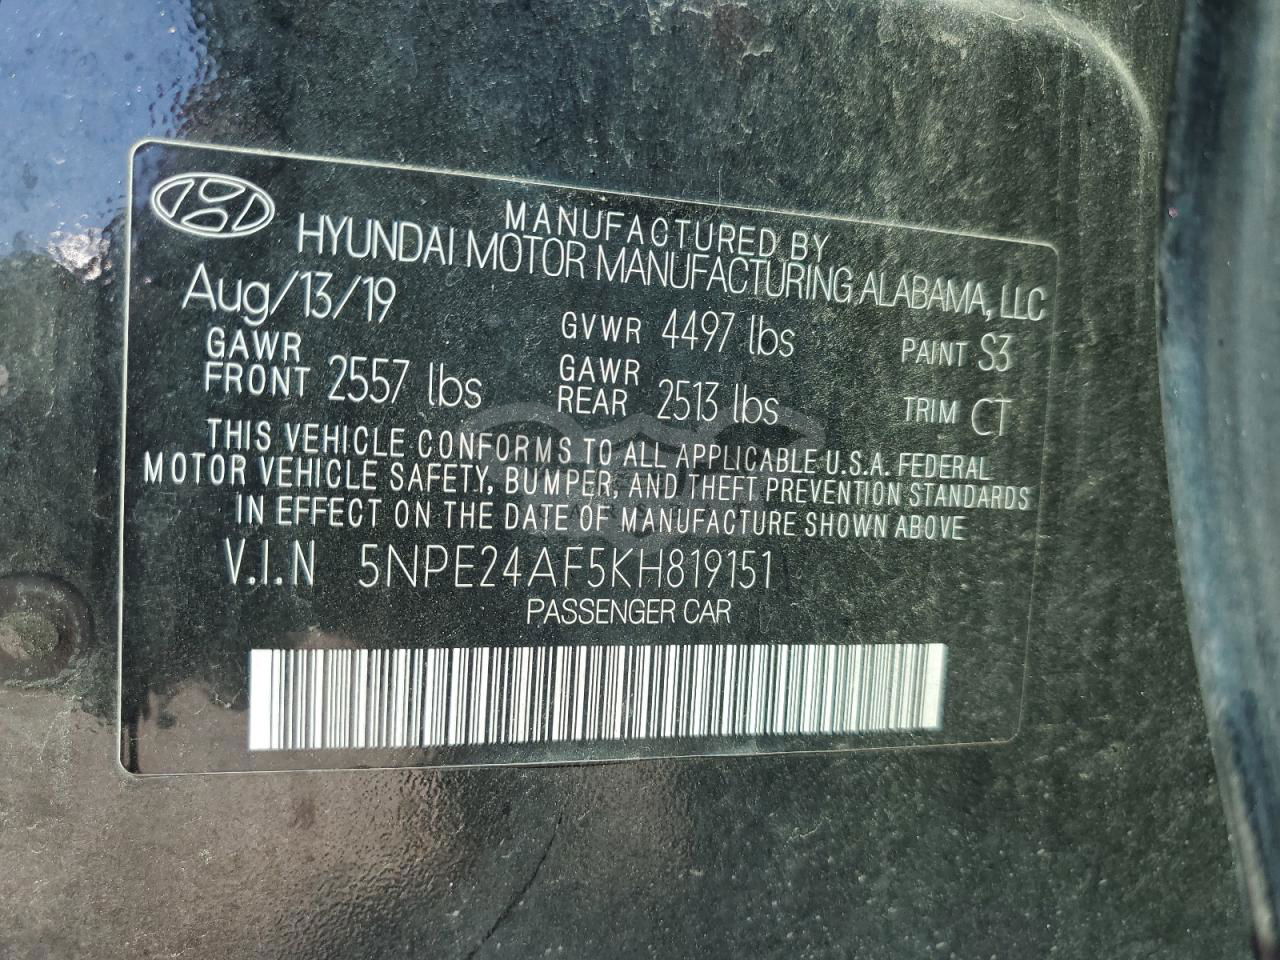 MANUFACTURED BY
HYUNDAI MOTOR MANUFACTURING ALABAMA, LLC
Aug/13/19 GVWR 4497 lbs PAINT S3
GAWR FRONT 2557 lbs GAWR REAR 2513 lbs TRIM CT
THIS VEHICLE CONFORMS TO ALL APPLICABLE U.S.A. FEDERAL
MOTOR VEHICLE SAFETY, BUMPER, AND THEFT PREVENTION STANDARDS
IN EFFECT ON THE DATE OF MANUFACTURE SHOWN ABOVE
V.I.N 5NPE24AF5KH819151
PASSENGER CAR